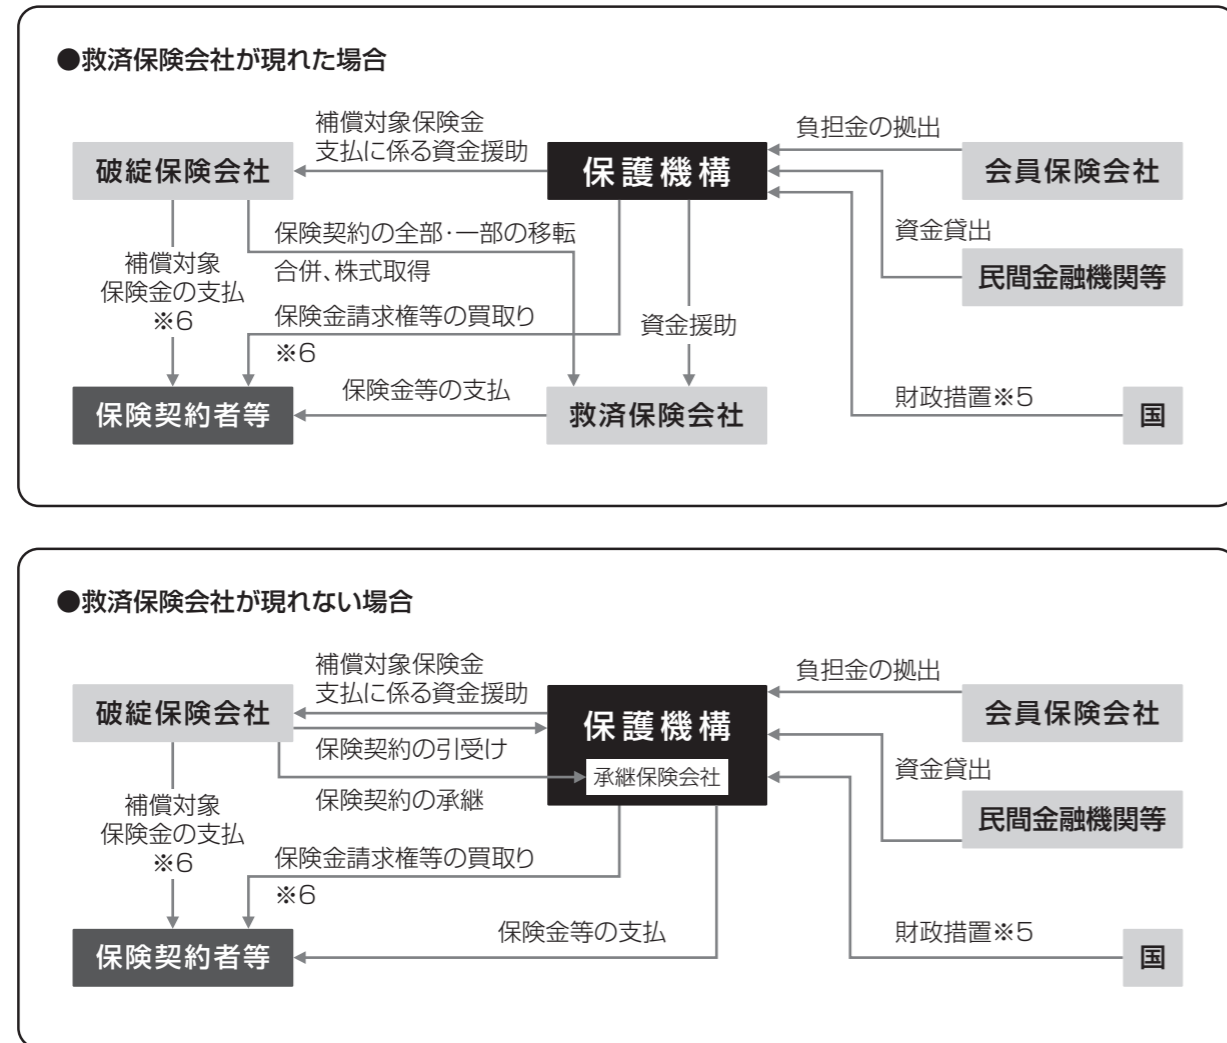 ●救済保険会社が現れた場合
補償対象保険金
支払に係る資金援助
負担金の拠出
破綻保険会社
保護機構
会員保険会社
保険契約の全部・一部の移転
資金貸出
補償対象
保険金の支払
※6
合併、株式取得
民間金融機関等
保険金請求権等の買取り
※6
資金援助
保険金等の支払
財政措置※5
保険契約者等
救済保険会社
国
●救済保険会社が現れない場合
補償対象保険金
支払に係る資金援助
負担金の拠出
破綻保険会社
保護機構
会員保険会社
保険契約の引受け
承継保険会社
資金貸出
保険契約の承継
補償対象
保険金の支払
※6
民間金融機関等
保険金請求権等の買取り
※6
保険金等の支払
財政措置※5
保険契約者等
国